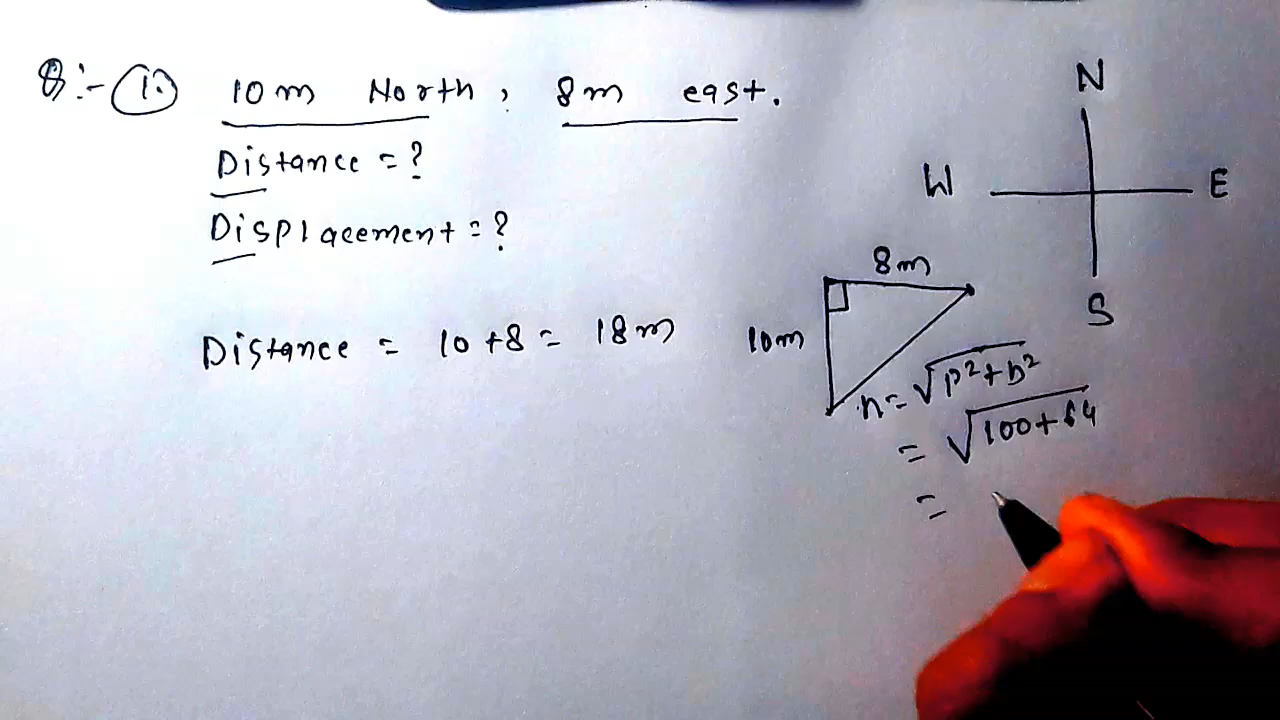 Q:- 1. 10m North, 8m east.
Distance = ?
Displacement = ?
Distance = 10 + 8 = 18m
N
W E
S
8m
10m
h = √p²+b²
= √100+64
=